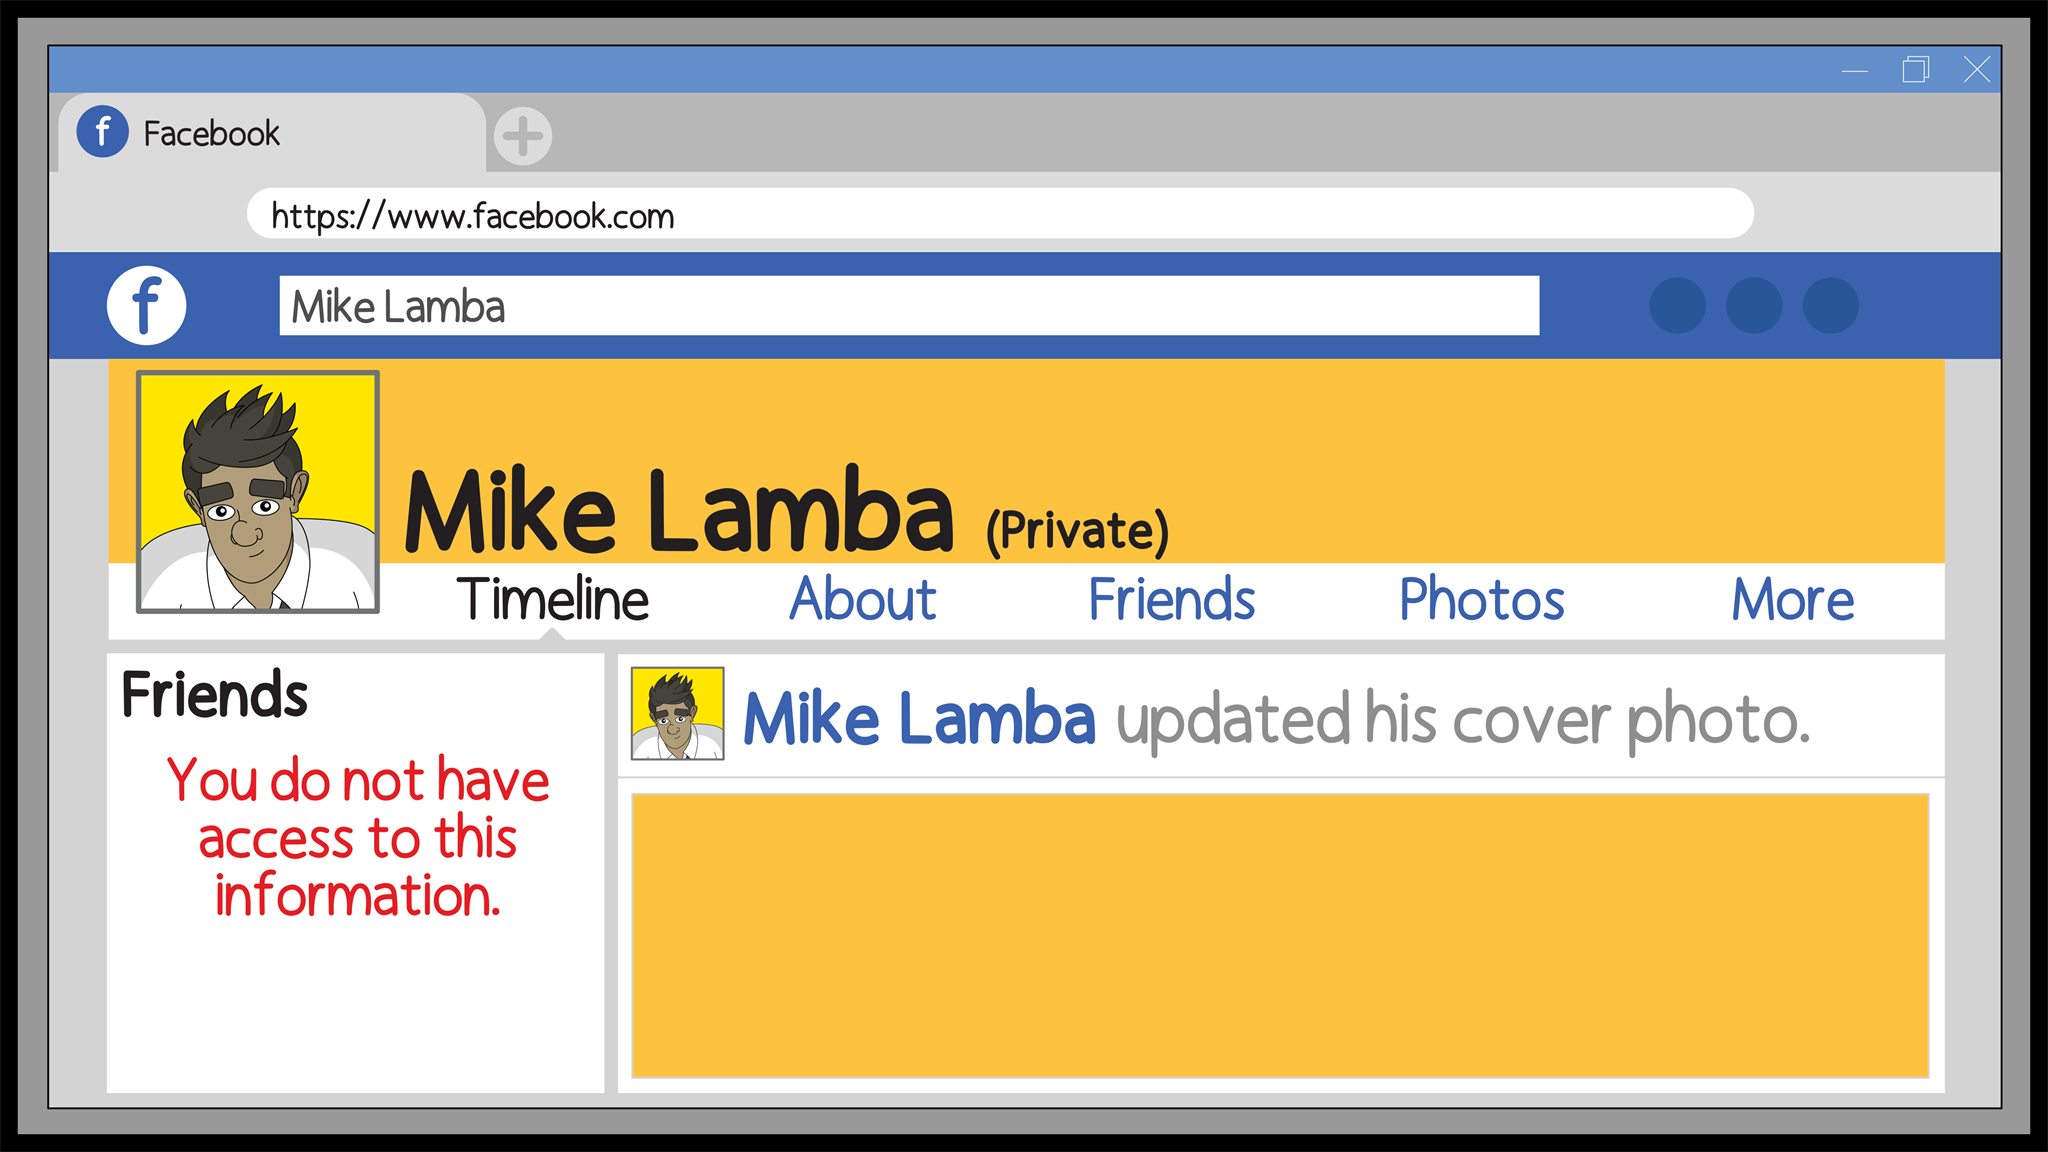 f Facebook
https://www.facebook.com
f Mike Lamba
Mike Lamba (Private)
Timeline About Friends Photos More
Friends
You do not have
access to this
information.
Mike Lamba updated his cover photo.